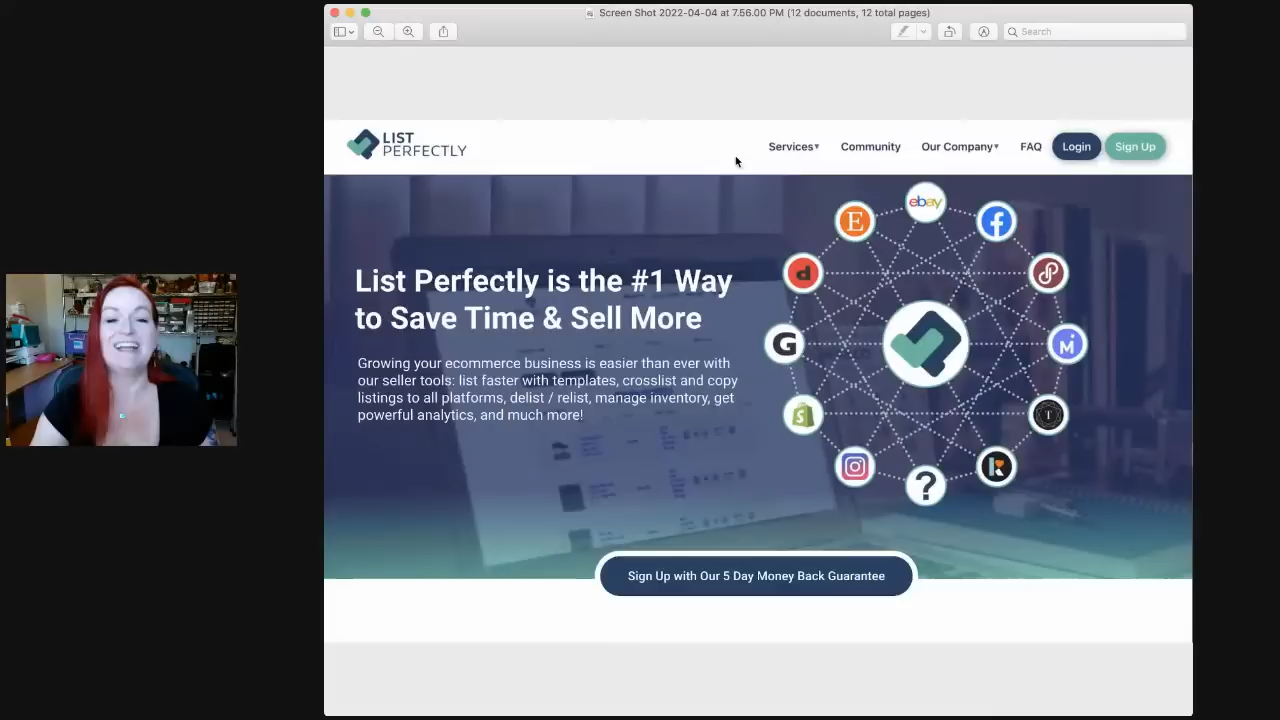 Screen Shot 2022-04-04 at 7.56.00 PM (12 documents, 12 total pages)
Search
LIST
PERFECTLY
Services▾
Community
Our Company▾
FAQ
Login
Sign Up
ebay
E
f
d
G
M
T
S
?
K
List Perfectly is the #1 Way
to Save Time & Sell More
Growing your ecommerce business is easier than ever with
our seller tools: list faster with templates, crosslist and copy
listings to all platforms, delist / relist, manage inventory, get
powerful analytics, and much more!
Sign Up with Our 5 Day Money Back Guarantee